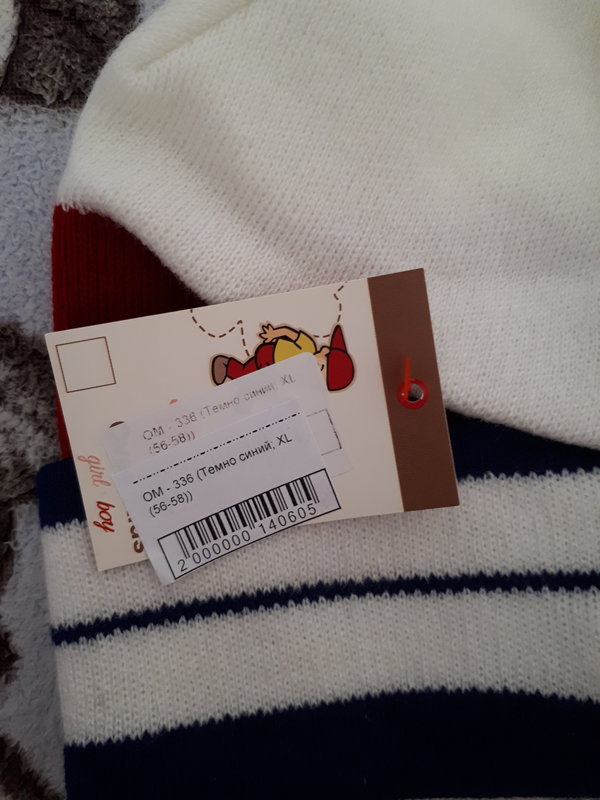 ОМ - 336 (Темно синий, XL
(56-58))
ОМ - 336 (Темно синий, XL
(56-58))
2 000000 140605
girl boy